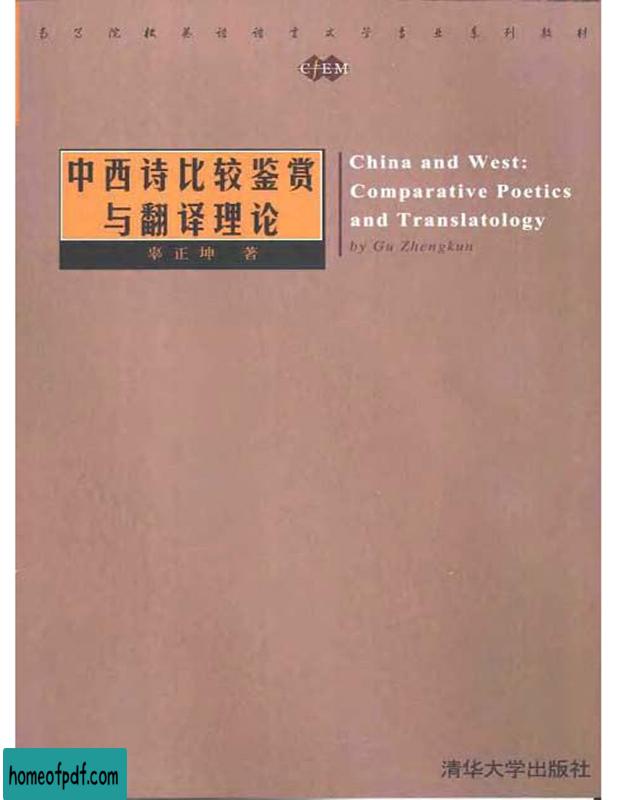 高等院校英语语言文学专业系列教材
CfEM
中西诗比较鉴赏
与翻译理论
辜正坤 著
China and West:
Comparative Poetics
and Translatology
by Gu Zhengkun
清华大学出版社
homeofpdf.com